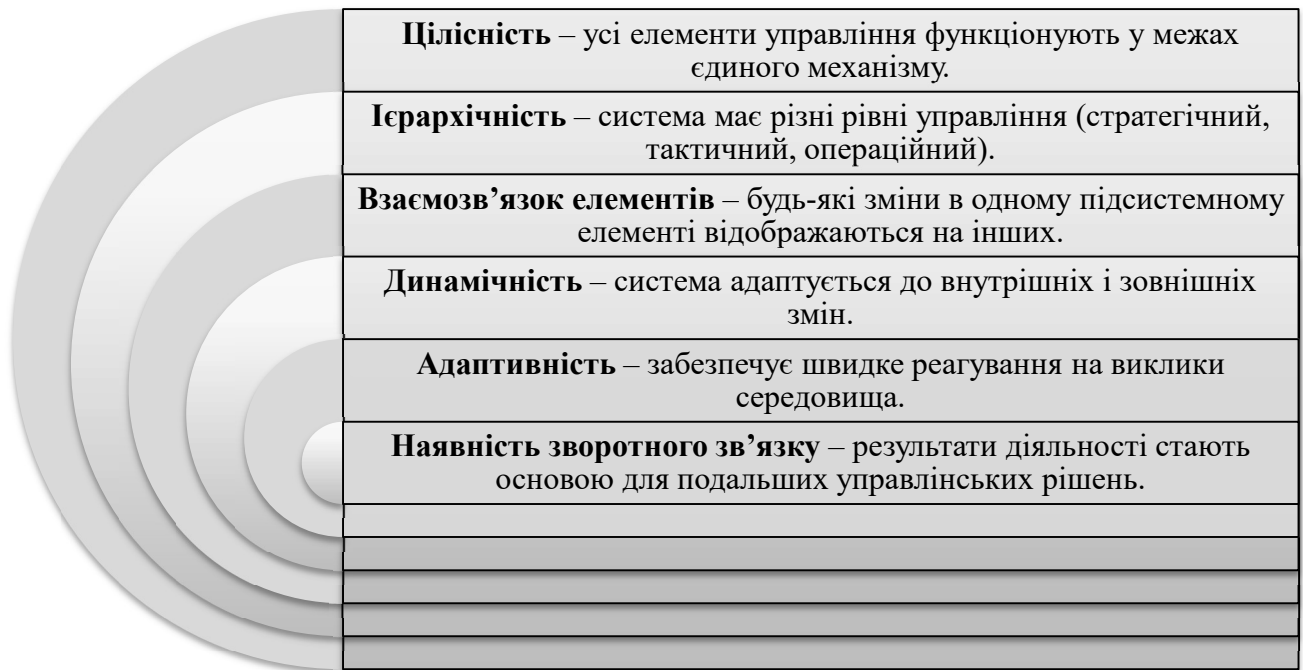 Цілісність – усі елементи управління функціонують у межах
єдиного механізму.
Ієрархічність – система має різні рівні управління (стратегічний,
тактичний, операційний).
Взаємозв’язок елементів – будь-які зміни в одному підсистемному
елементі відображаються на інших.
Динамічність – система адаптується до внутрішніх і зовнішніх
змін.
Адаптивність – забезпечує швидке реагування на виклики
середовища.
Наявність зворотного зв’язку – результати діяльності стають
основою для подальших управлінських рішень.